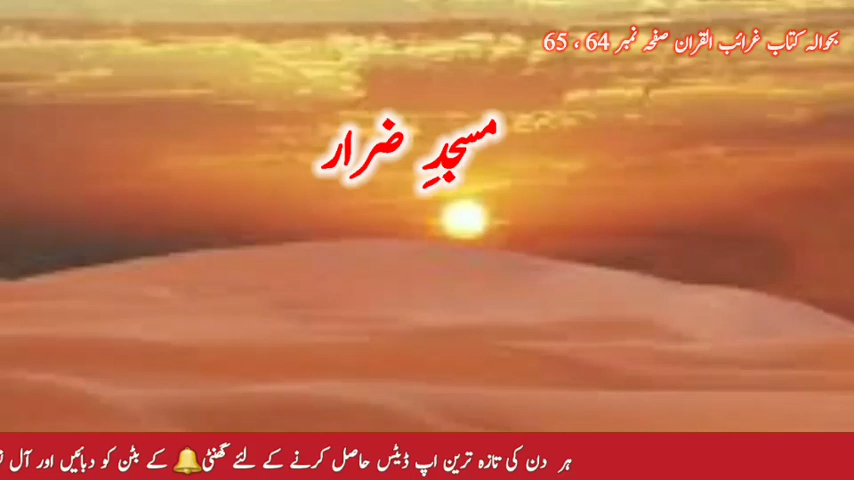 بحوالہ کتاب غرائب القران صفحہ نمبر 64 ، 65
مسجدِ ضرار
ہر دن کی تازہ ترین اپ ڈیٹس حاصل کرنے کے لئے گھنٹی🔔 کے بٹن کو دبائیں اور آل